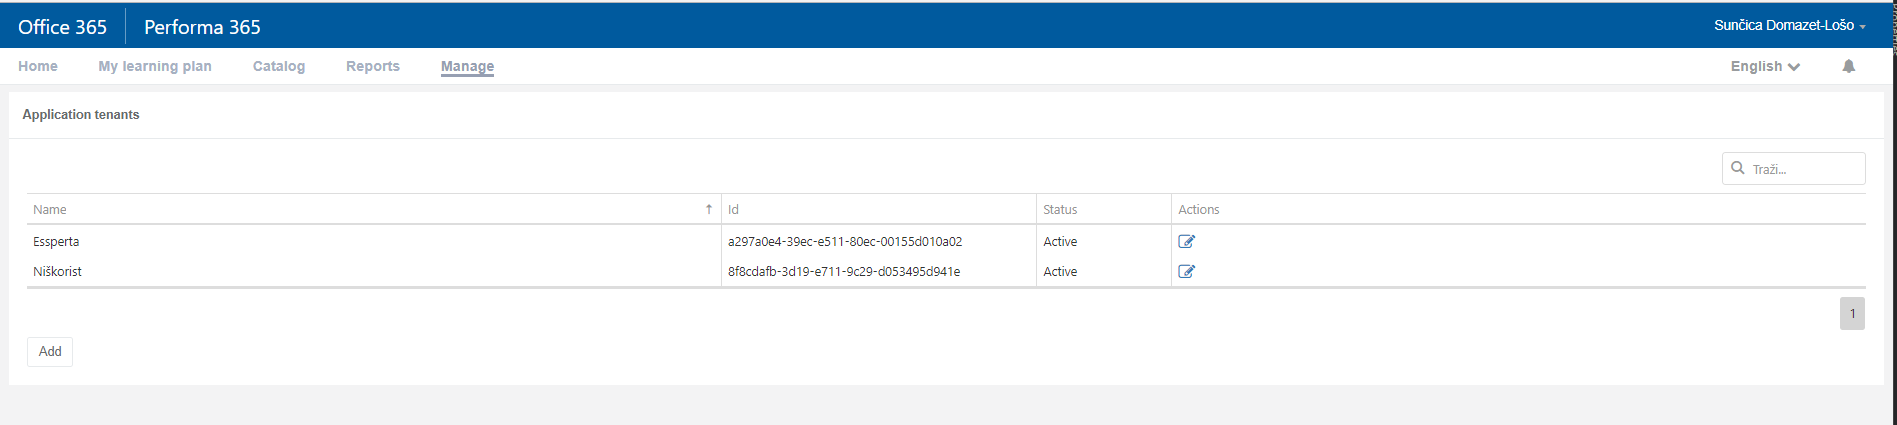 Office 365 Performa 365 Sunčica Domazet-Lošo
Home My learning plan Catalog Reports Manage English
Application tenants
Traži...
Name Id Status Actions
Essperta a297a0e4-39ec-e511-80ec-00155d010a02 Active
Niškorist 8f8cdafb-3d19-e711-9c29-d053495d941e Active
1
Add